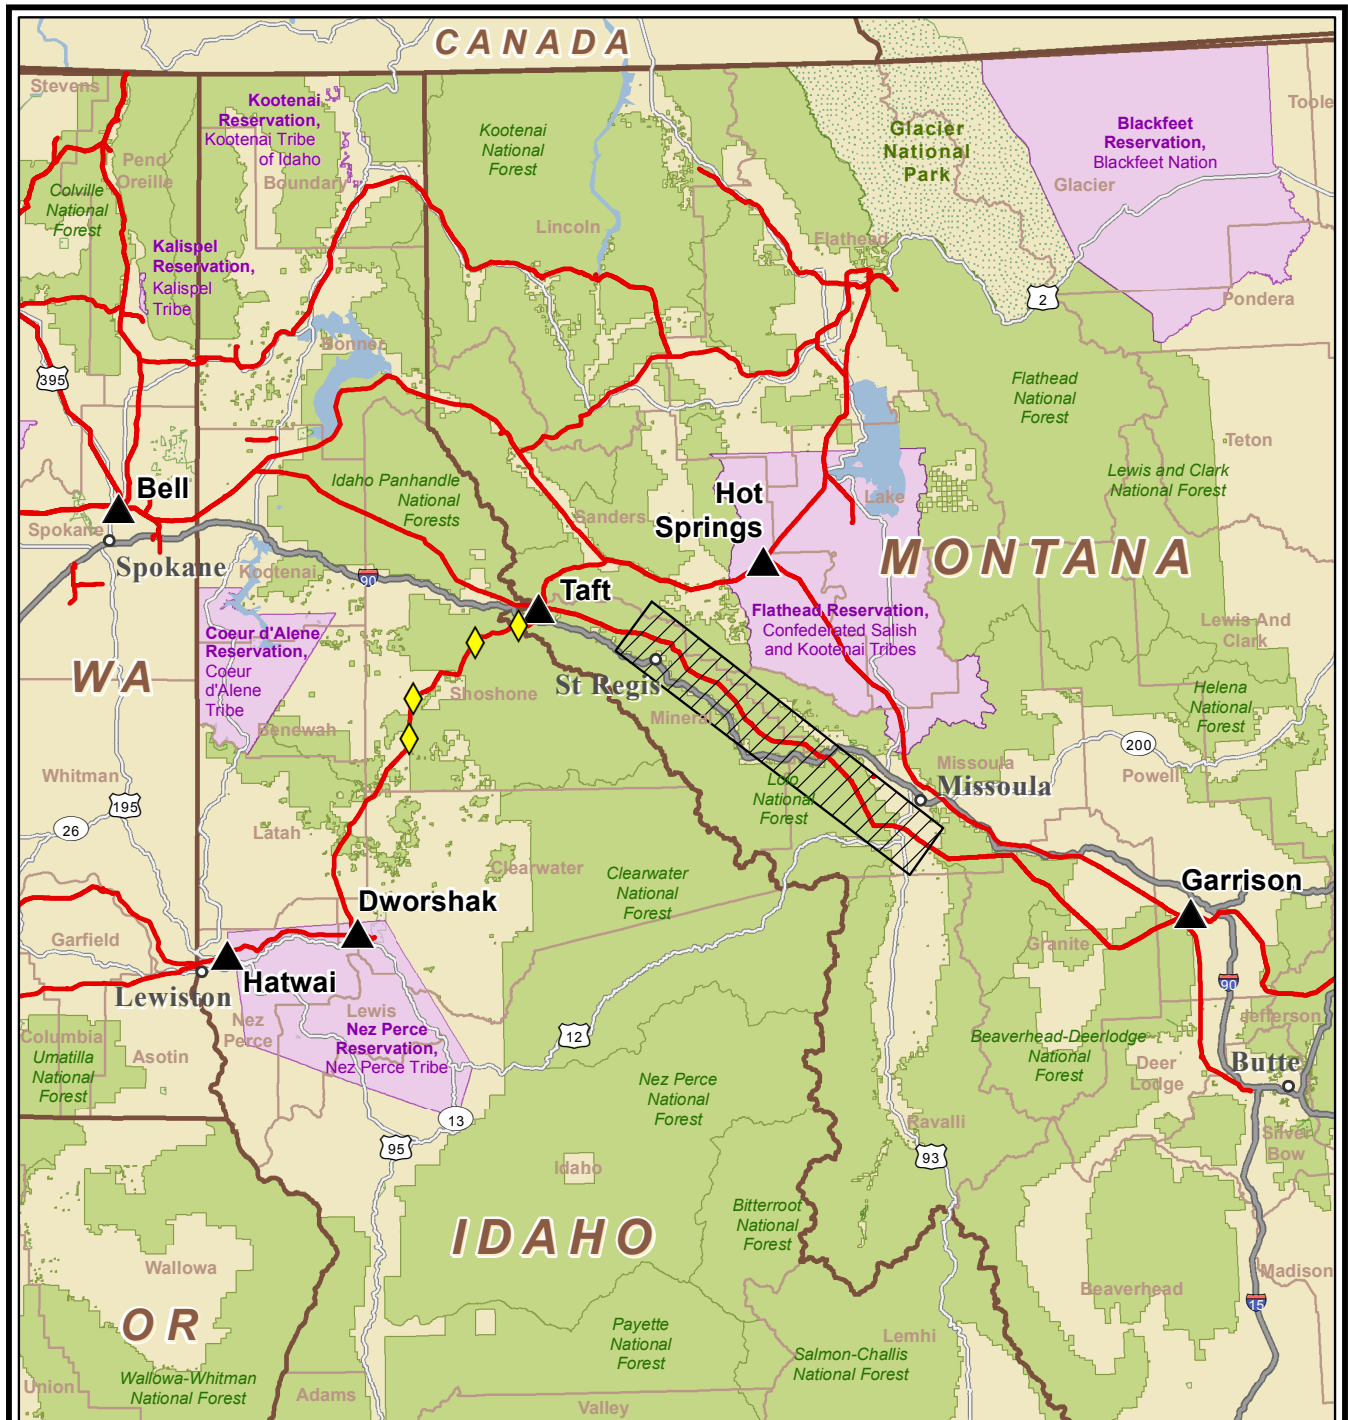 CANADA
Stevens
Kootenai
Reservation,
Kootenai Tribe
of Idaho
Boundary
Pend
Oreille
Colville
National
Forest
Kalispel
Reservation,
Kalispel
Tribe
Kootenai
National
Forest
Lincoln
Glacier
National
Park
Blackfeet
Reservation,
Blackfeet Nation
Glacier
Toole
Flathead
2
Pondera
395
Bonner
Flathead
National
Forest
Teton
Lewis and Clark
National Forest
Bell
Idaho Panhandle
National
Forests
Hot
Springs
Lake
Sanders
Spokane
Spokane
Kootenai
90
MONTANA
Taft
Flathead Reservation,
Confederated Salish
and Kootenai Tribes
Lewis And
Clark
Coeur d'Alene
Reservation,
Coeur
d'Alene
Tribe
WA
Shoshone
St Regis
Mineral
Helena
National
Forest
Benewah
200
Whitman
195
26
Lolo
National
Forest
Missoula
Missoula
Powell
Latah
Clearwater
Clearwater
National
Forest
Dworshak
Garrison
Garfield
Granite
Hatwai
Lewiston
90
Nez
Perce
Lewis
Nez Perce
Reservation,
Nez Perce Tribe
12
Jefferson
Columbia
Umatilla
National
Forest
Asotin
Beaverhead-Deerlodge
National
Forest
Deer
Lodge
Butte
Nez Perce
National
Forest
13
95
Ravalli
93
Silver
Bow
Idaho
IDAHO
Bitterroot
National
Forest
Wallowa
Madison
Beaverhead
15
OR
Payette
National
Forest
Lemhi
Salmon-Challis
National Forest
Wallowa-Whitman
National Forest
Union
Adams
Valley